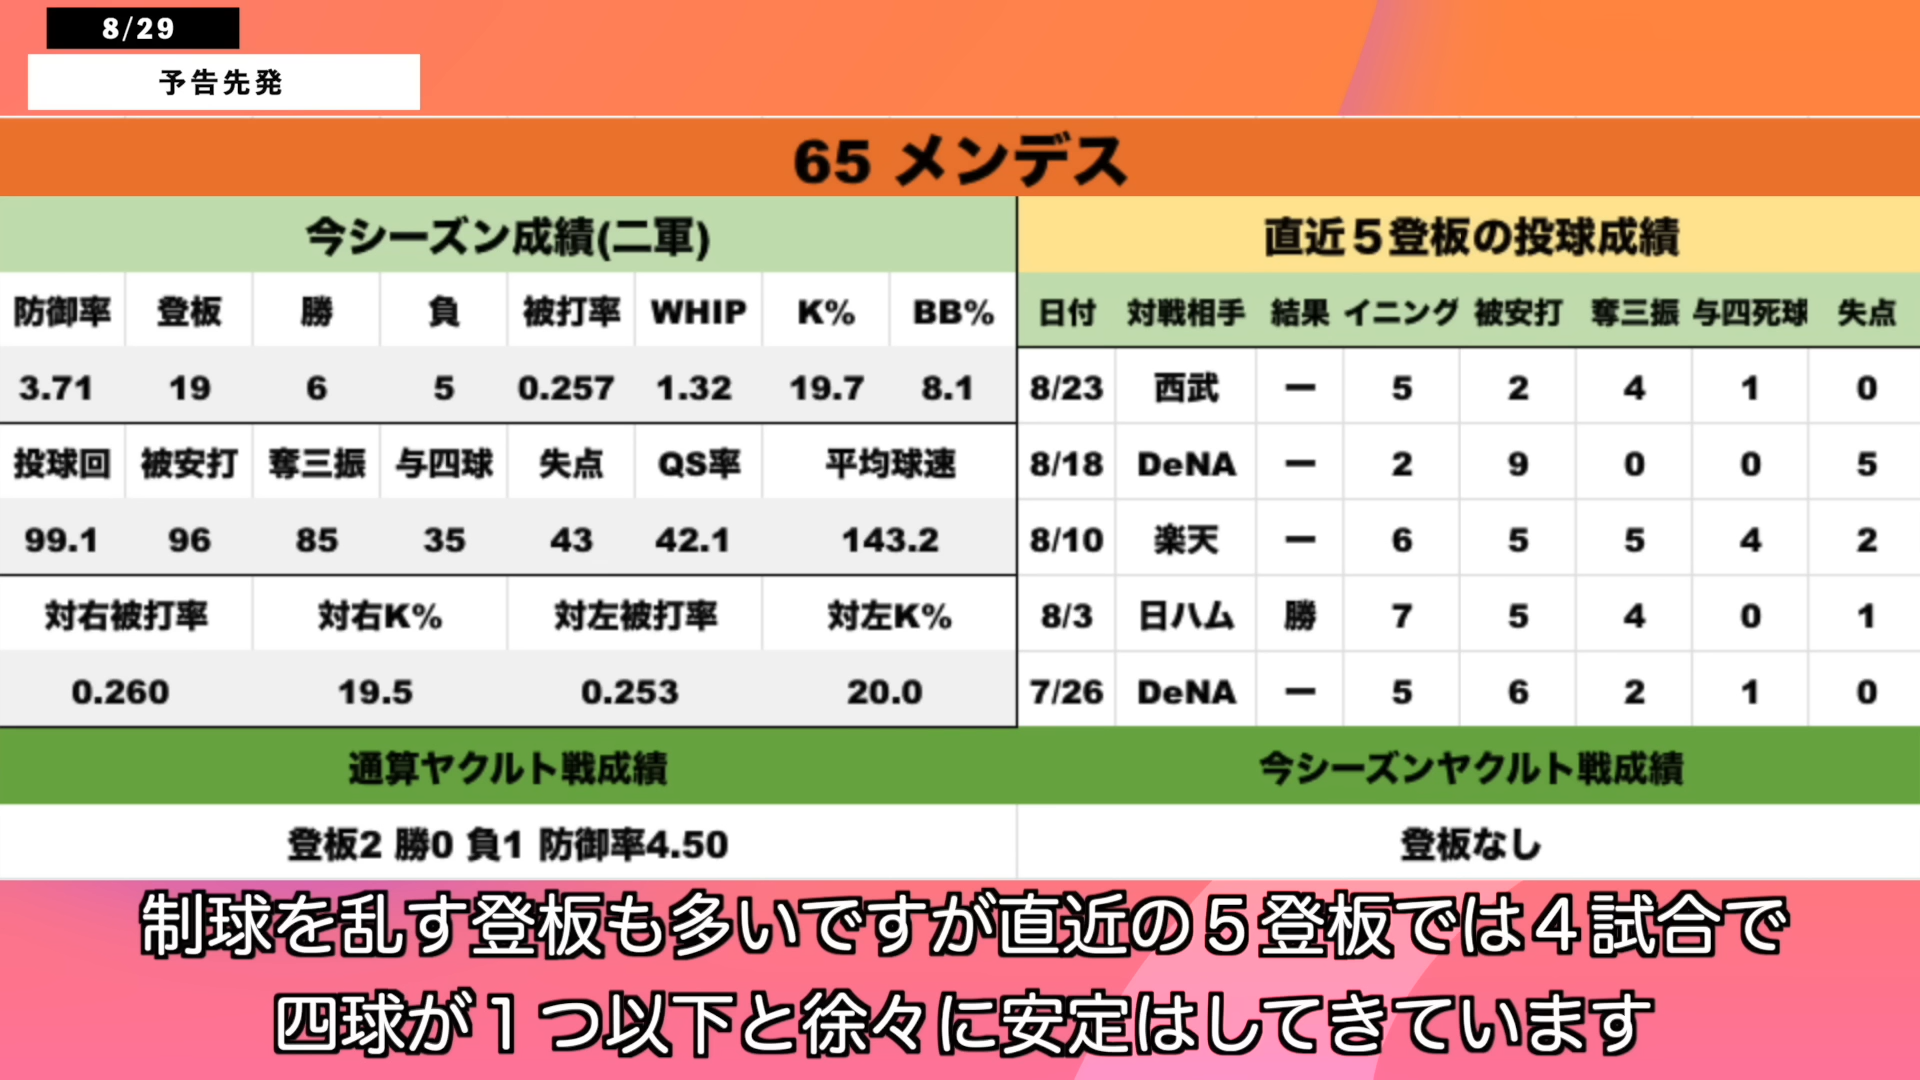 8/29
予告先発
65 メンデス
今シーズン成績(二軍)
防御率 登板 勝 負 被打率 WHIP K% BB%
3.71 19 6 5 0.257 1.32 19.7 8.1
投球回 被安打 奪三振 与四球 失点 QS率 平均球速
99.1 96 85 35 43 42.1 143.2
対右被打率 対右K% 対左被打率 対左K%
0.260 19.5 0.253 20.0
直近5登板の投球成績
日付 対戦相手 結果 イニング 被安打 奪三振 与四死球 失点
8/23 西武 ー 5 2 4 1 0
8/18 DeNA ー 2 9 0 0 5
8/10 楽天 ー 6 5 5 4 2
8/3 日ハム 勝 7 5 4 0 1
7/26 DeNA ー 5 6 2 1 0
通算ヤクルト戦成績
登板2 勝0 負1 防御率4.50
今シーズンヤクルト戦成績
登板なし
制球を乱す登板も多いですが直近の5登板では4試合で
四球が1つ以下と徐々に安定はしてきています